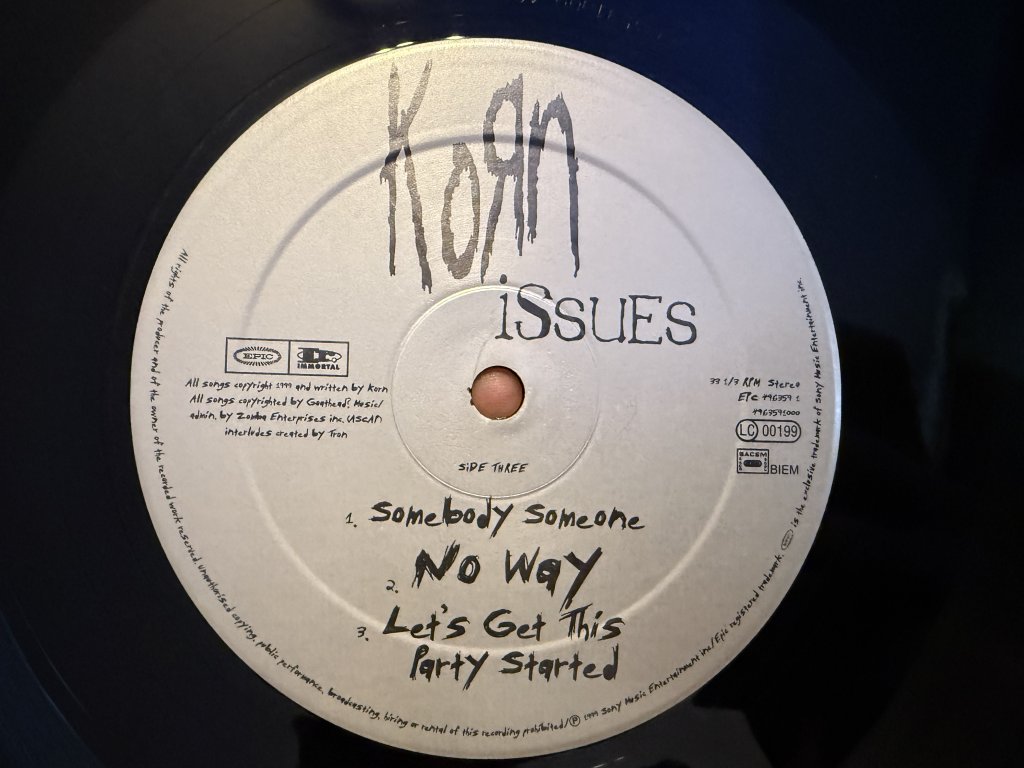 KoЯn
iSSUES
EPIC
IMMORTAL
All songs copyright 1999 and written by Korn
All songs copyrighted by Goathead? Music/
admin. by Zomba Enterprises inc. (ASCAP)
interludes created by Tron
33 1/3 RPM Stereo
EPC 496359 1
4963591000
LC 00199
SACEM
BIEM
SiDE THREE
1. Somebody Someone
2. No Way
3. Let's Get This
Party Started
All rights of the producer and of the owner of the recorded work reserved. unauthorised copying, public performance, broadcasting, hiring or rental of this recording prohibited/℗ 1999 Sony Music Entertainment inc/Epic registered trademark. EPIC is the exclusive trademark of Sony Music Entertainment inc.